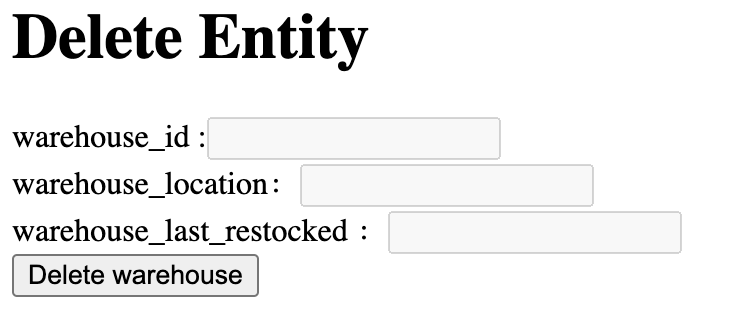 Delete Entity
warehouse_id :
warehouse_location:
warehouse_last_restocked :
Delete warehouse